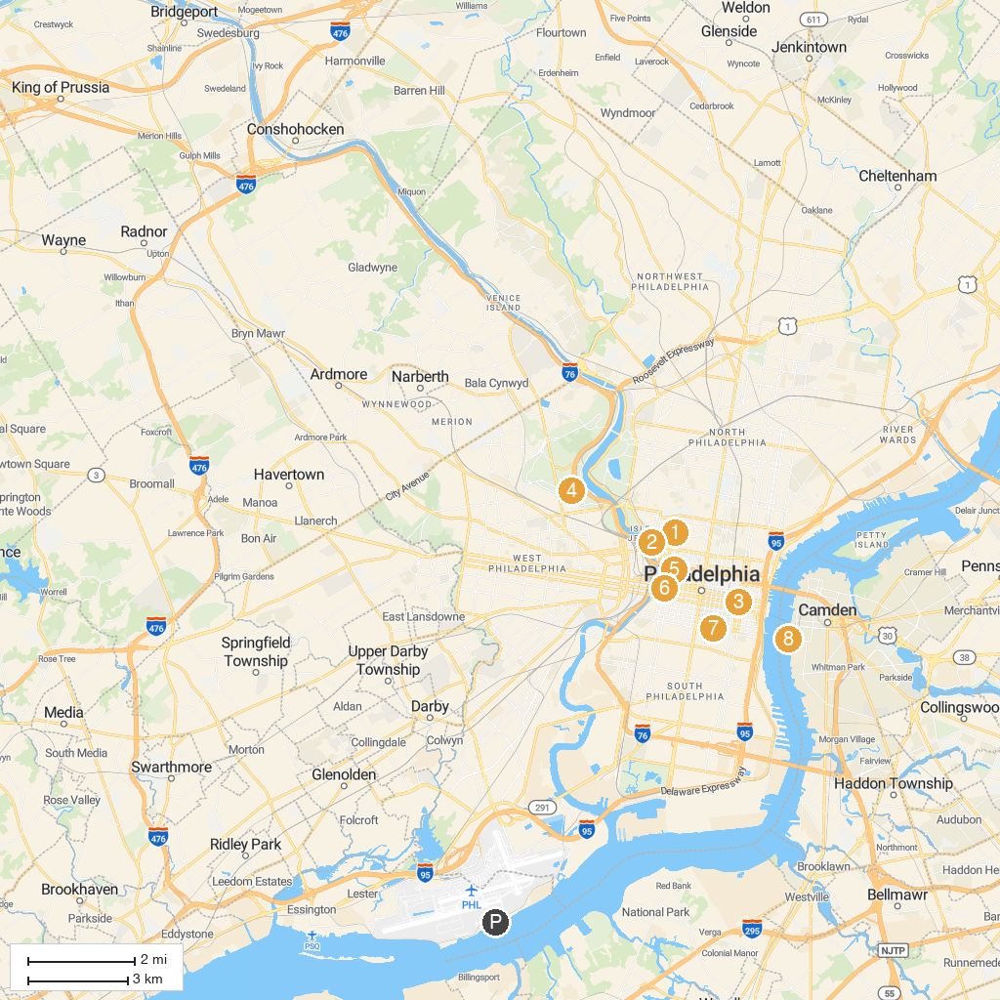 Bridgeport
Mogeetown
Williams
Weldon
Crestwyck
Swedesburg
476
Five Points
611
Rydal
Flourtown
Glenside
Shainline
Jenkintown
Ivy Rock
Harmonville
Enfield
Laverock
Wyncote
Crosswicks
Erdenheim
King of Prussia
Swedeland
Barren Hill
Hollywood
Cedarbrook
McKinley
Wyndmoor
Conshohocken
Merion Hills
Gulph Mills
Lamott
476
Cheltenham
Miquon
Oaklane
Radnor
Wayne
Upton
Gladwyne
Willowburn
NORTHWEST
PHILADELPHIA
1
Ithan
VENICE
ISLAND
1
Bryn Mawr
Roosevelt Expressway
76
Ardmore
Narberth
Bala Cynwyd
WYNNEWOOD
MERION
al Square
Foxcroft
Ardmore Park
NORTH
PHILADELPHIA
RIVER
WARDS
wtown Square
476
3
Havertown
City Avenue
Broomall
4
Adele
Manoa
Llanerch
Delair Junct
Lawrence Park
Bon Air
1
2
95
PETTY
ISLAND
nce
WEST
PHILADELPHIA
5
Philadelphia
Penns
Cramer Hill
Pilgrim Gardens
Worrell
6
3
Camden
Merchantvi
East Lansdowne
476
7
8
30
Springfield
Township
Upper Darby
Township
Rose Tree
38
Whitman Park
Parkside
SOUTH
PHILADELPHIA
Aldan
Darby
Media
Collingswoo
76
95
Colwyn
Collingdale
Morgan Village
South Media
Morton
Fairview
Swarthmore
Glenolden
Haddon Township
Delaware Expressway
Rose Valley
291
Folcroft
Audubon
95
476
Ridley Park
Northmont
95
Brooklawn
Haddon He
Leedom Estates
Lester
PHL
Red Bank
Brookhaven
Westville
Bellmawr
Essington
National Park
Parkside
P
Verga
295
Eddystone
PSQ
Colonial Manor
NJTP
2 mi
Runnemede
3 km
Billingsport
55